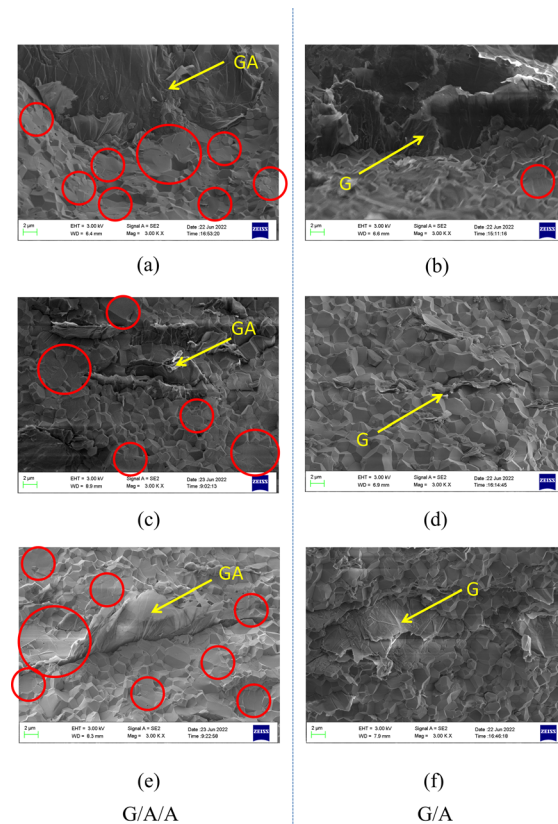 GA
2 µm
EHT = 3.00 kV
WD = 6.4 mm
Signal A = SE2
Mag = 3.00 K X
Date :22 Jun 2022
Time :16:53:20
ZEISS
(a)
G
2 µm
EHT = 3.00 kV
WD = 6.6 mm
Signal A = SE2
Mag = 3.00 K X
Date :22 Jun 2022
Time :15:11:16
ZEISS
(b)
GA
2 µm
EHT = 3.00 kV
WD = 8.9 mm
Signal A = SE2
Mag = 3.00 K X
Date :23 Jun 2022
Time :9:02:13
ZEISS
(c)
G
2 µm
EHT = 3.00 kV
WD = 6.9 mm
Signal A = SE2
Mag = 3.00 K X
Date :22 Jun 2022
Time :16:14:45
ZEISS
(d)
GA
2 µm
EHT = 3.00 kV
WD = 8.3 mm
Signal A = SE2
Mag = 3.00 K X
Date :23 Jun 2022
Time :9:22:58
ZEISS
(e)
G
2 µm
EHT = 3.00 kV
WD = 7.9 mm
Signal A = SE2
Mag = 3.00 K X
Date :22 Jun 2022
Time :16:46:18
ZEISS
(f)
G/A/A
G/A